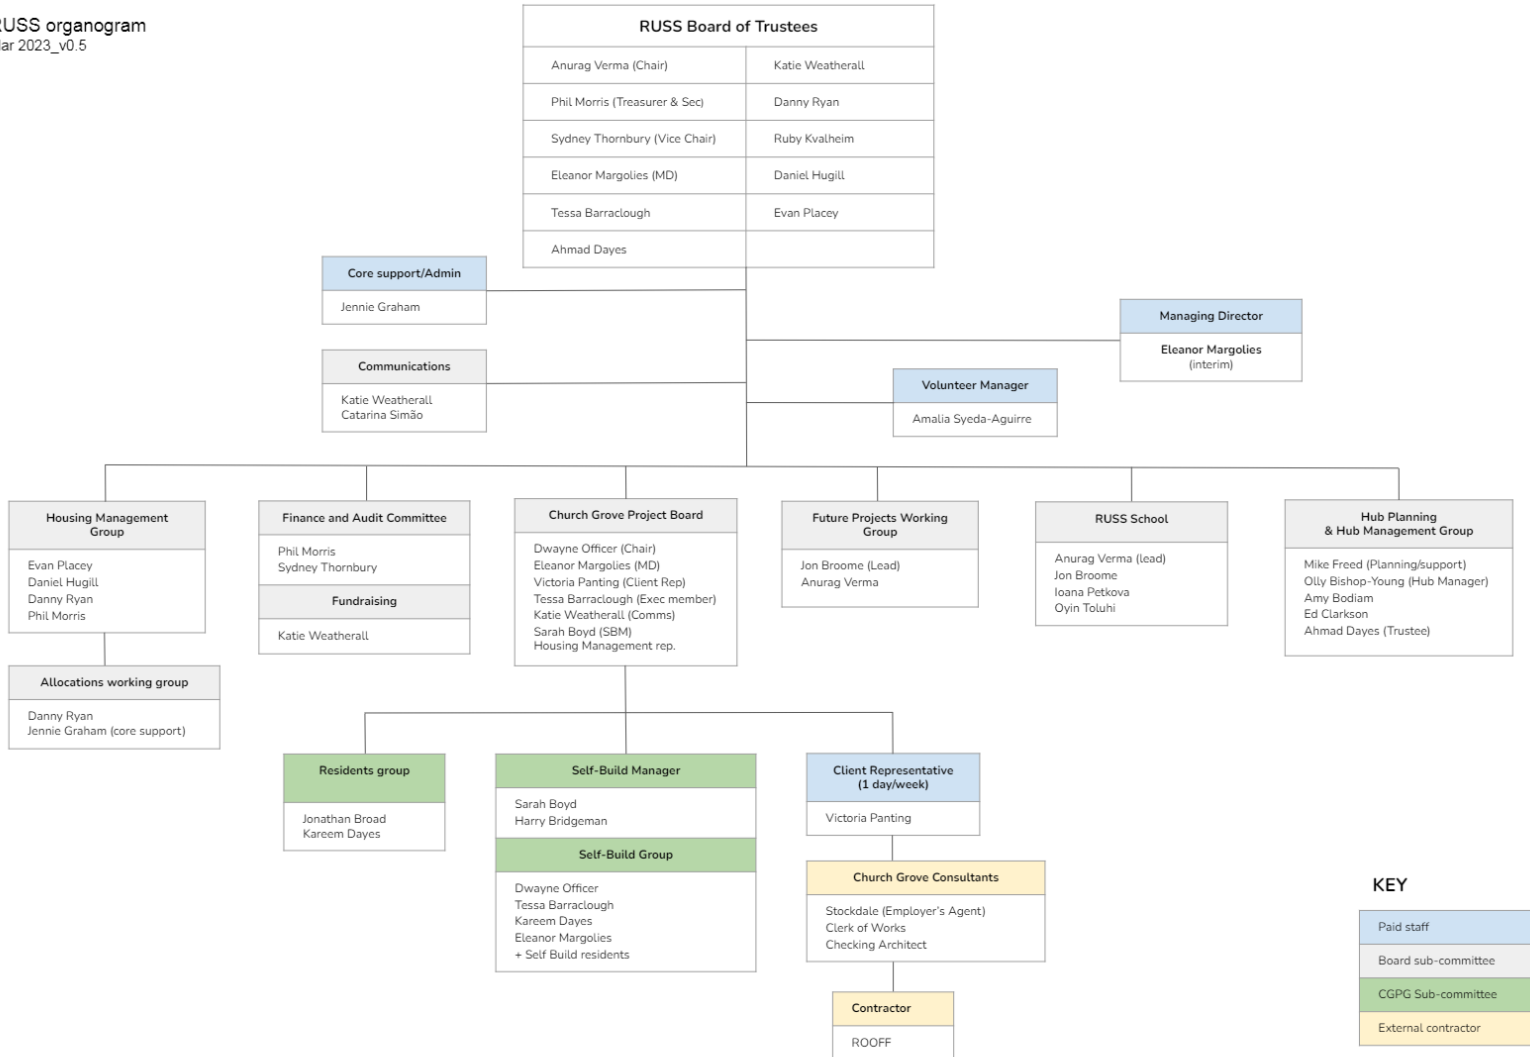 RUSS organogram
Mar 2023_v0.5
RUSS Board of Trustees
Anurag Verma (Chair)
Katie Weatherall
Phil Morris (Treasurer & Sec)
Danny Ryan
Sydney Thornbury (Vice Chair)
Ruby Kvalheim
Eleanor Margolies (MD)
Daniel Hugill
Tessa Barraclough
Evan Placey
Ahmad Dayes
Core support/Admin
Jennie Graham
Managing Director
Eleanor Margolies
(interim)
Communications
Katie Weatherall
Catarina Simão
Volunteer Manager
Amalia Syeda-Aguirre
Housing Management
Group
Evan Placey
Daniel Hugill
Danny Ryan
Phil Morris
Allocations working group
Danny Ryan
Jennie Graham (core support)
Finance and Audit Committee
Phil Morris
Sydney Thornbury
Fundraising
Katie Weatherall
Church Grove Project Board
Dwayne Officer (Chair)
Eleanor Margolies (MD)
Victoria Panting (Client Rep)
Tessa Barraclough (Exec member)
Katie Weatherall (Comms)
Sarah Boyd (SBM)
Housing Management rep.
Future Projects Working
Group
Jon Broome (Lead)
Anurag Verma
RUSS School
Anurag Verma (lead)
Jon Broome
Ioana Petkova
Oyin Toluhi
Hub Planning
& Hub Management Group
Mike Freed (Planning/support)
Olly Bishop-Young (Hub Manager)
Amy Bodiam
Ed Clarkson
Ahmad Dayes (Trustee)
Residents group
Jonathan Broad
Kareem Dayes
Self-Build Manager
Sarah Boyd
Harry Bridgeman
Self-Build Group
Dwayne Officer
Tessa Barraclough
Kareem Dayes
Eleanor Margolies
+ Self Build residents
Client Representative
(1 day/week)
Victoria Panting
Church Grove Consultants
Stockdale (Employer's Agent)
Clerk of Works
Checking Architect
Contractor
ROOFF
KEY
Paid staff
Board sub-committee
CGPG Sub-committee
External contractor